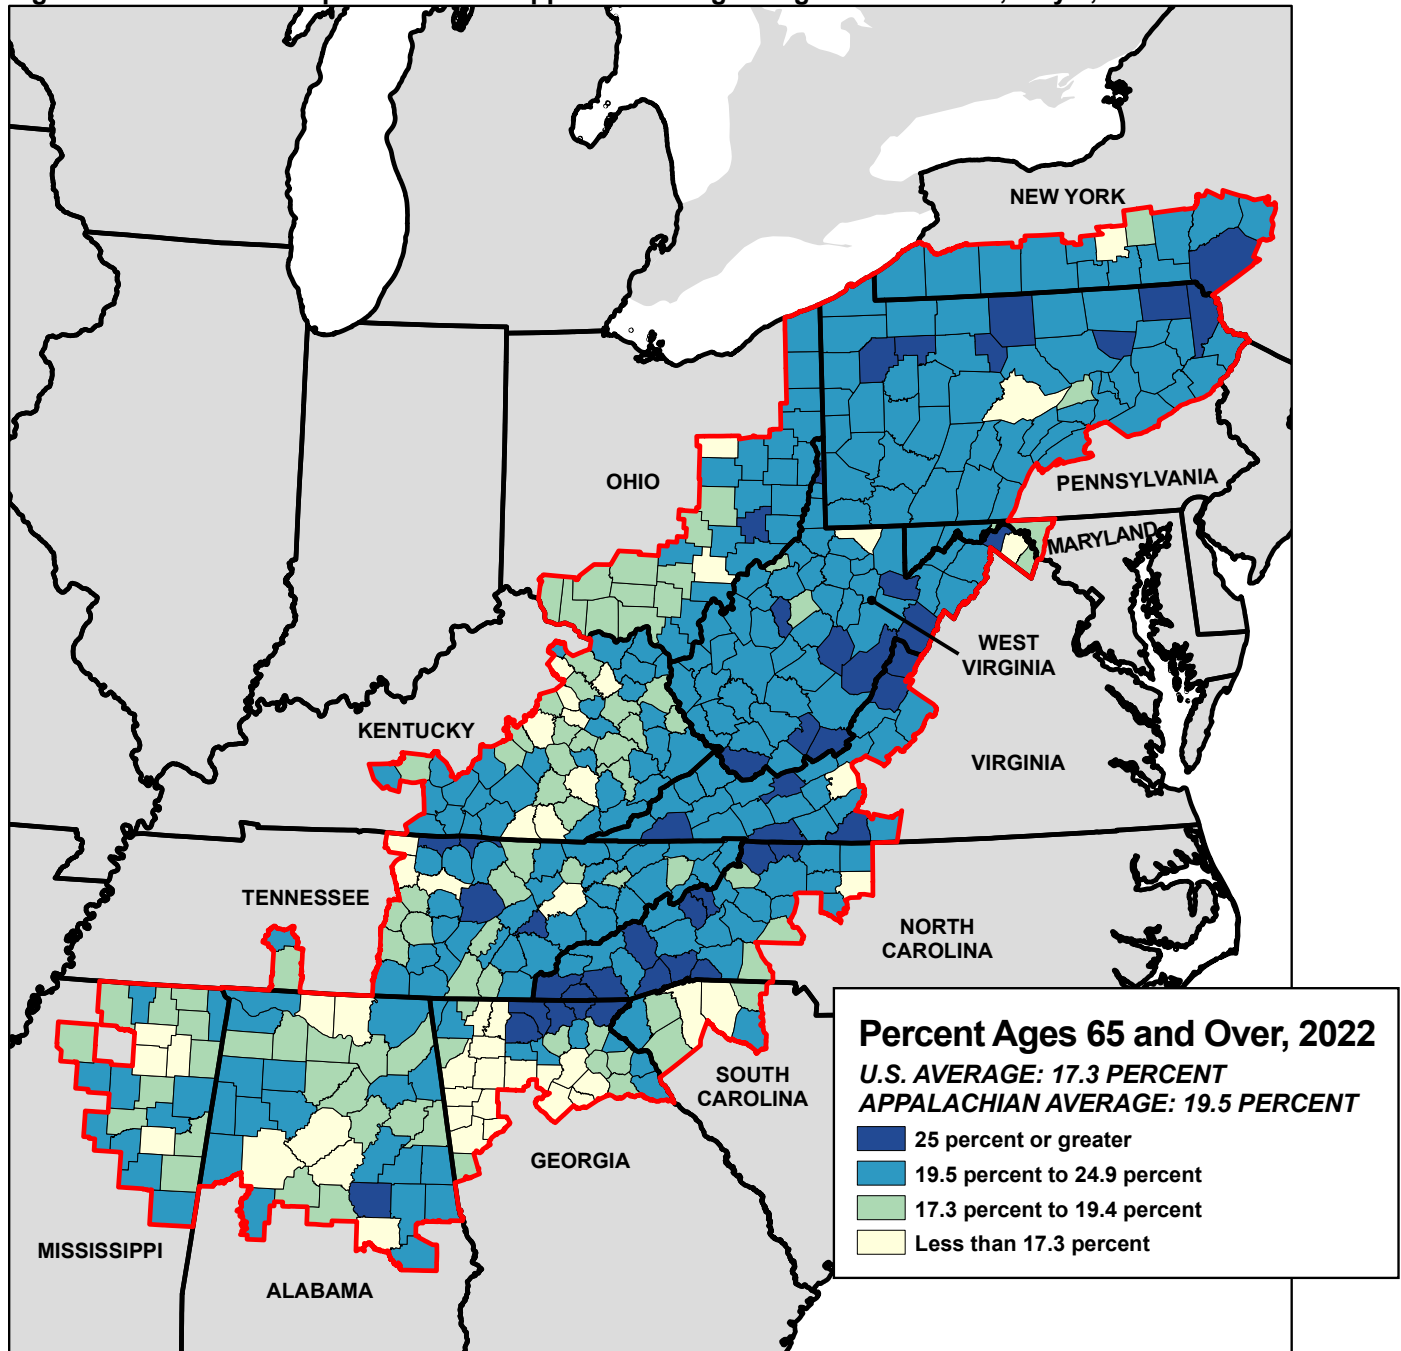 NEW YORK
OHIO
PENNSYLVANIA
MARYLAND
WEST
VIRGINIA
KENTUCKY
VIRGINIA
TENNESSEE
NORTH
CAROLINA
SOUTH
CAROLINA
GEORGIA
MISSISSIPPI
ALABAMA
Percent Ages 65 and Over, 2022
U.S. AVERAGE: 17.3 PERCENT
APPALACHIAN AVERAGE: 19.5 PERCENT
25 percent or greater
19.5 percent to 24.9 percent
17.3 percent to 19.4 percent
Less than 17.3 percent